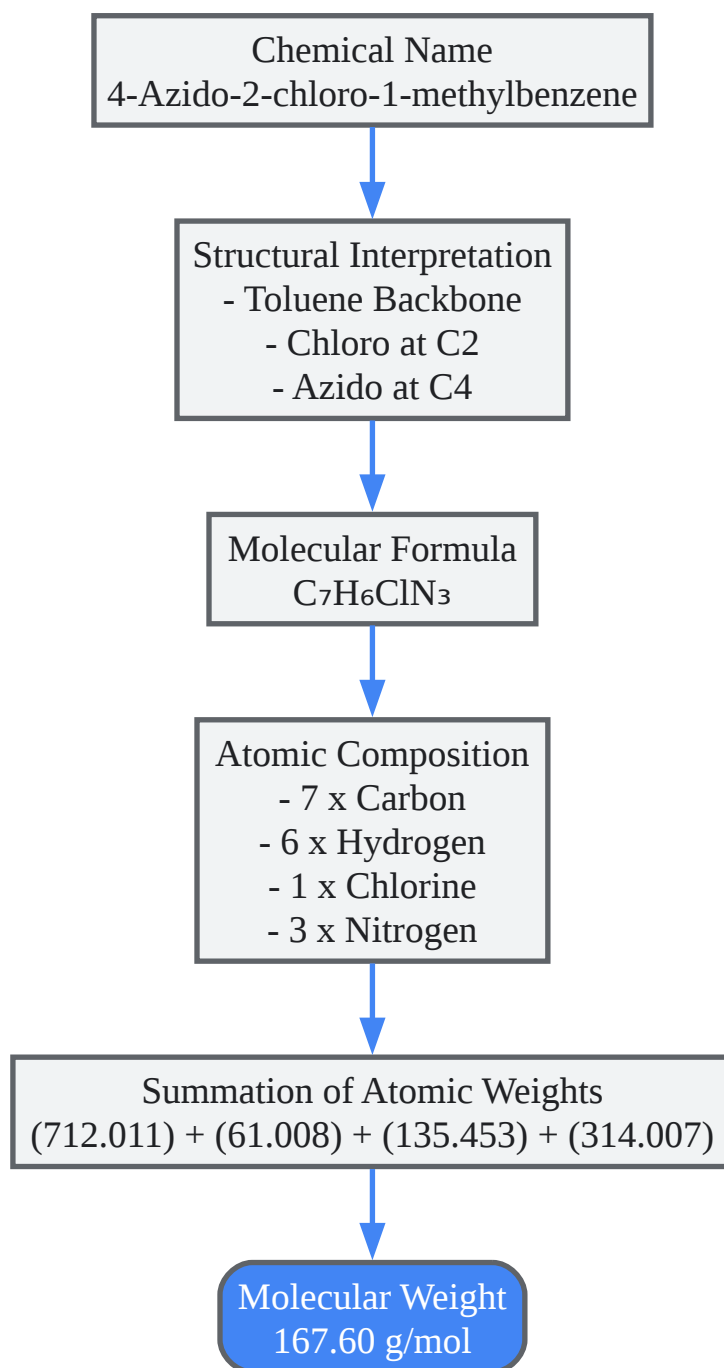 Chemical Name
4-Azido-2-chloro-1-methylbenzene
Structural Interpretation
- Toluene Backbone
- Chloro at C2
- Azido at C4
Molecular Formula
C₇H₆ClN₃
Atomic Composition
- 7 x Carbon
- 6 x Hydrogen
- 1 x Chlorine
- 3 x Nitrogen
Summation of Atomic Weights
(712.011) + (61.008) + (135.453) + (314.007)
Molecular Weight
167.60 g/mol